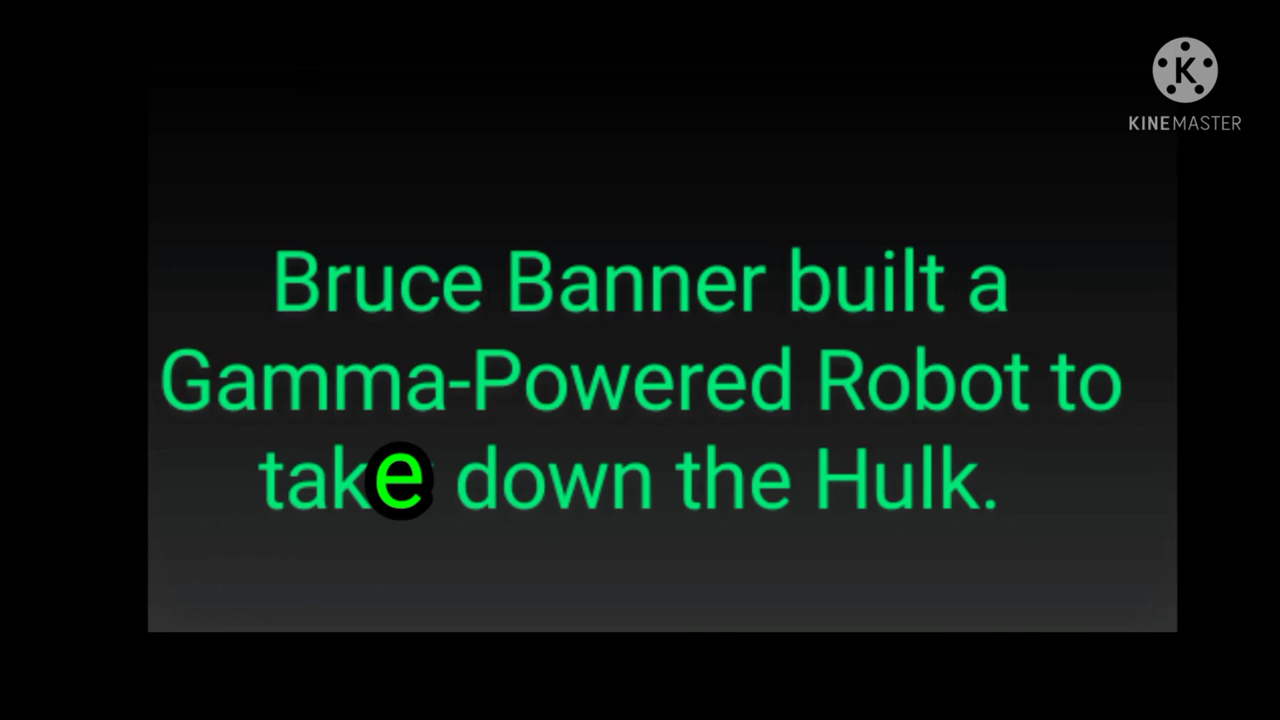 KINEMASTER
Bruce Banner built a
Gamma-Powered Robot to
take down the Hulk.